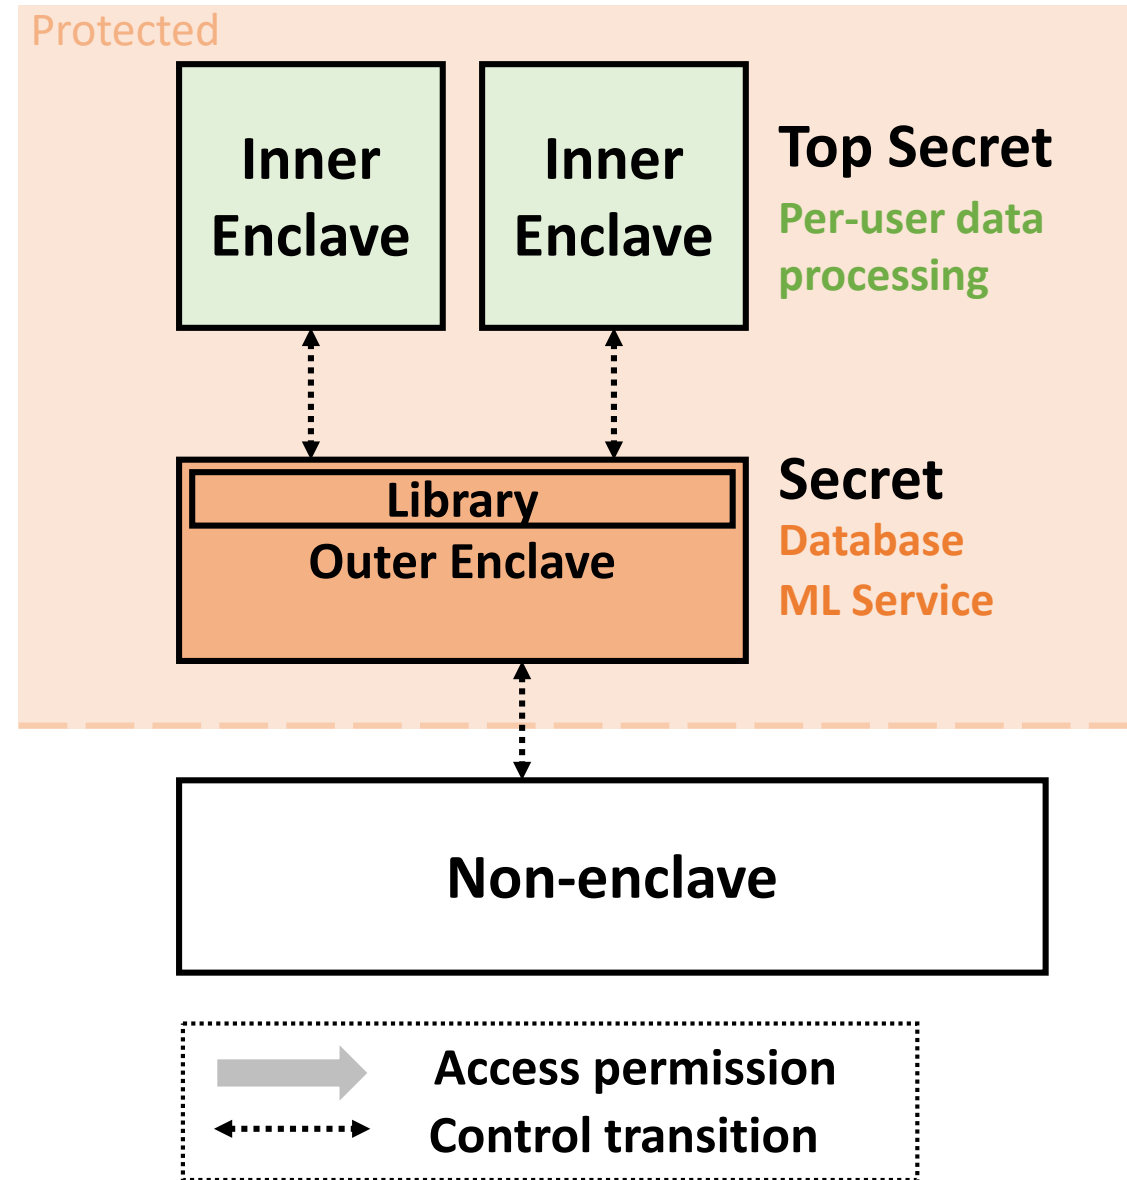 Protected
Inner
Enclave
Inner
Enclave
Top Secret
Per-user data
processing
Library
Outer Enclave
Secret
Database
ML Service
Non-enclave
Access permission
Control transition